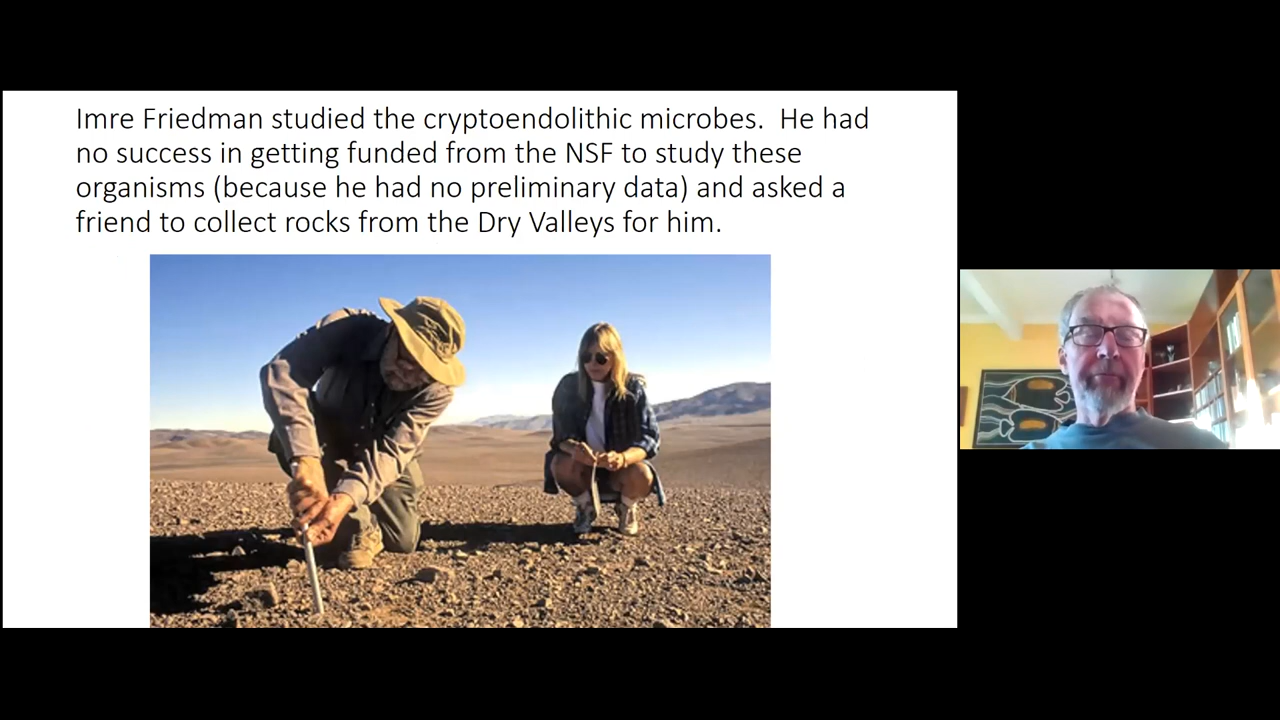 Imre Friedman studied the cryptoendolithic microbes.  He had
no success in getting funded from the NSF to study these
organisms (because he had no preliminary data) and asked a
friend to collect rocks from the Dry Valleys for him.